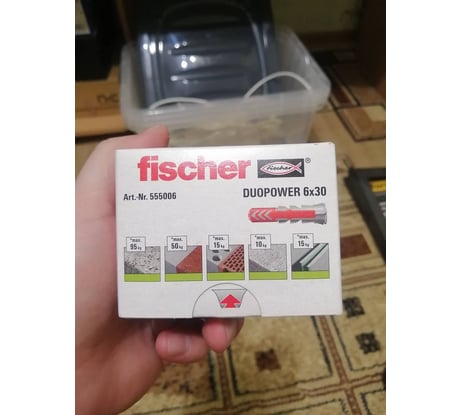 fischer
fischer
®
Art.-Nr. 555006
DUOPOWER 6x30
*max.
95 kg
*max.
50 kg
*max.
15 kg
*max.
10 kg
*max.
15 kg